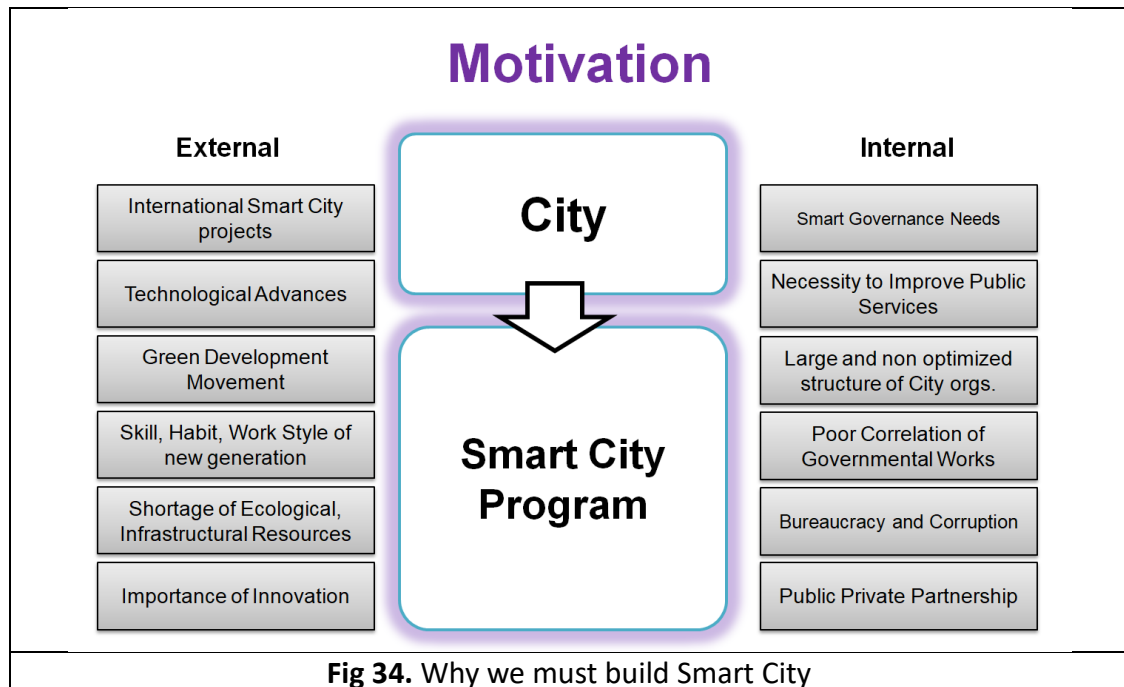 Motivation
External
International Smart City
projects
Technological Advances
Green Development
Movement
Skill, Habit, Work Style of
new generation
Shortage of Ecological,
Infrastructural Resources
Importance of Innovation
City
Smart City
Program
Internal
Smart Governance Needs
Necessity to Improve Public
Services
Large and non optimized
structure of City orgs.
Poor Correlation of
Governmental Works
Bureaucracy and Corruption
Public Private Partnership
Fig 34. Why we must build Smart City